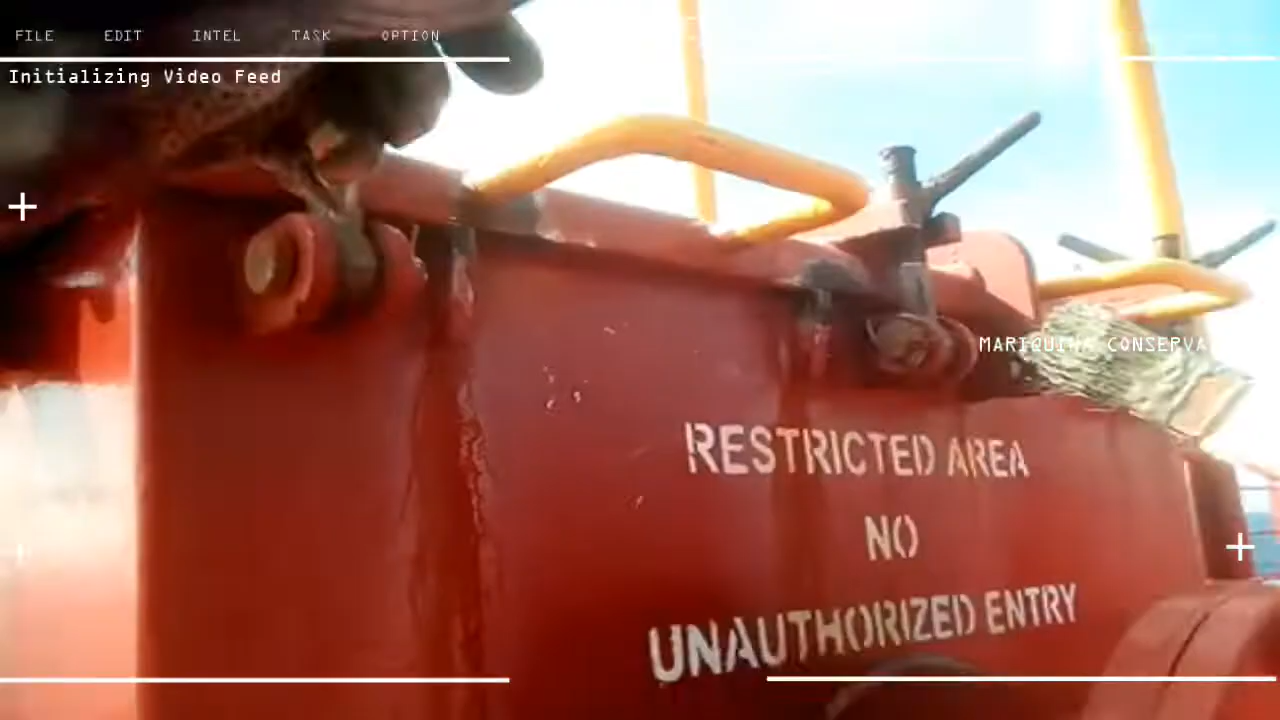 FILE EDIT INTEL TASK OPTION
Initializing Video Feed
RESTRICTED AREA
NO
UNAUTHORIZED ENTRY